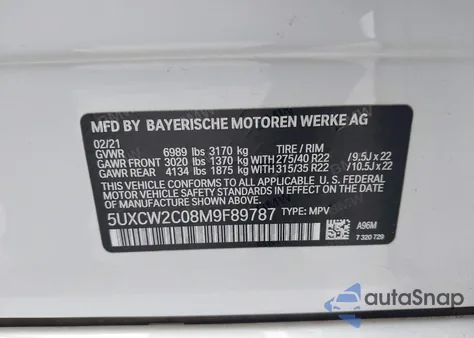 MFD BY BAYERISCHE MOTOREN WERKE AG
02/21
GVWR 6989 lbs 3170 kg TIRE / RIM
GAWR FRONT 3020 lbs 1370 kg 275/40 R22 /9.5J x 22
GAWR REAR 4134 lbs 1875 kg 315/35 R22 /10.5J x 22
THIS VEHICLE CONFORMS TO ALL APPLICABLE U.S. FEDERAL
MOTOR VEHICLE SAFETY STANDARDS IN EFFECT ON THE DATE
OF MANUFACTURE SHOWN ABOVE.
5UXCW2C08M9F89787 TYPE: MPV
A96M
7 320 729
autoSnap